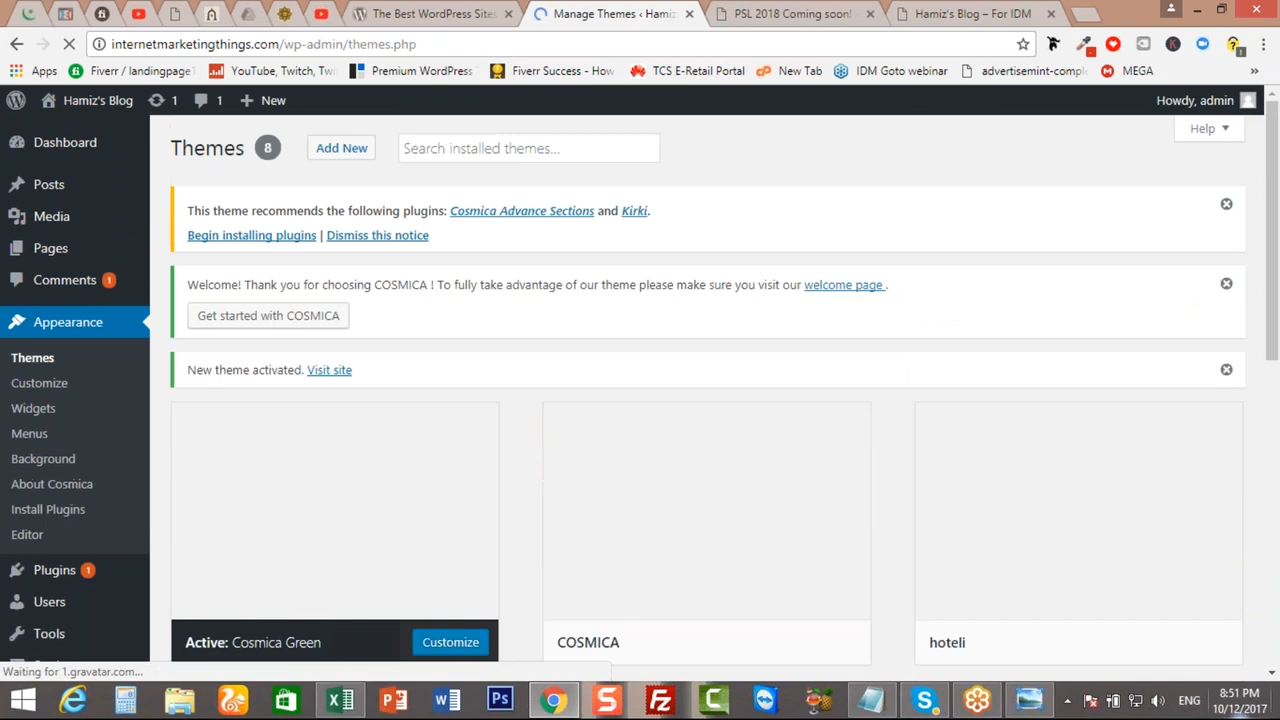 The Best WordPress Sites
Manage Themes ‹ Hamiz
PSL 2018 Coming soon!
Hamiz's Blog – For IDM
internetmarketingthings.com/wp-admin/themes.php
Apps
Fiverr / landingpage
YouTube, Twitch, Twi
Premium WordPress
Fiverr Success - How
TCS E-Retail Portal
New Tab
IDM Goto webinar
advertisemint-comple
MEGA
»
Hamiz's Blog
1
1
New
Howdy, admin
Dashboard
Posts
Media
Pages
Comments 1
Appearance
Themes
Customize
Widgets
Menus
Background
About Cosmica
Install Plugins
Editor
Plugins 1
Users
Tools
Help
Themes 8
Add New
Search installed themes...
This theme recommends the following plugins: Cosmica Advance Sections and Kirki.
Begin installing plugins | Dismiss this notice
Welcome! Thank you for choosing COSMICA ! To fully take advantage of our theme please make sure you visit our welcome page .
Get started with COSMICA
New theme activated. Visit site
Active: Cosmica Green
Customize
COSMICA
hoteli
Waiting for 1.gravatar.com...
ENG
8:51 PM
10/12/2017